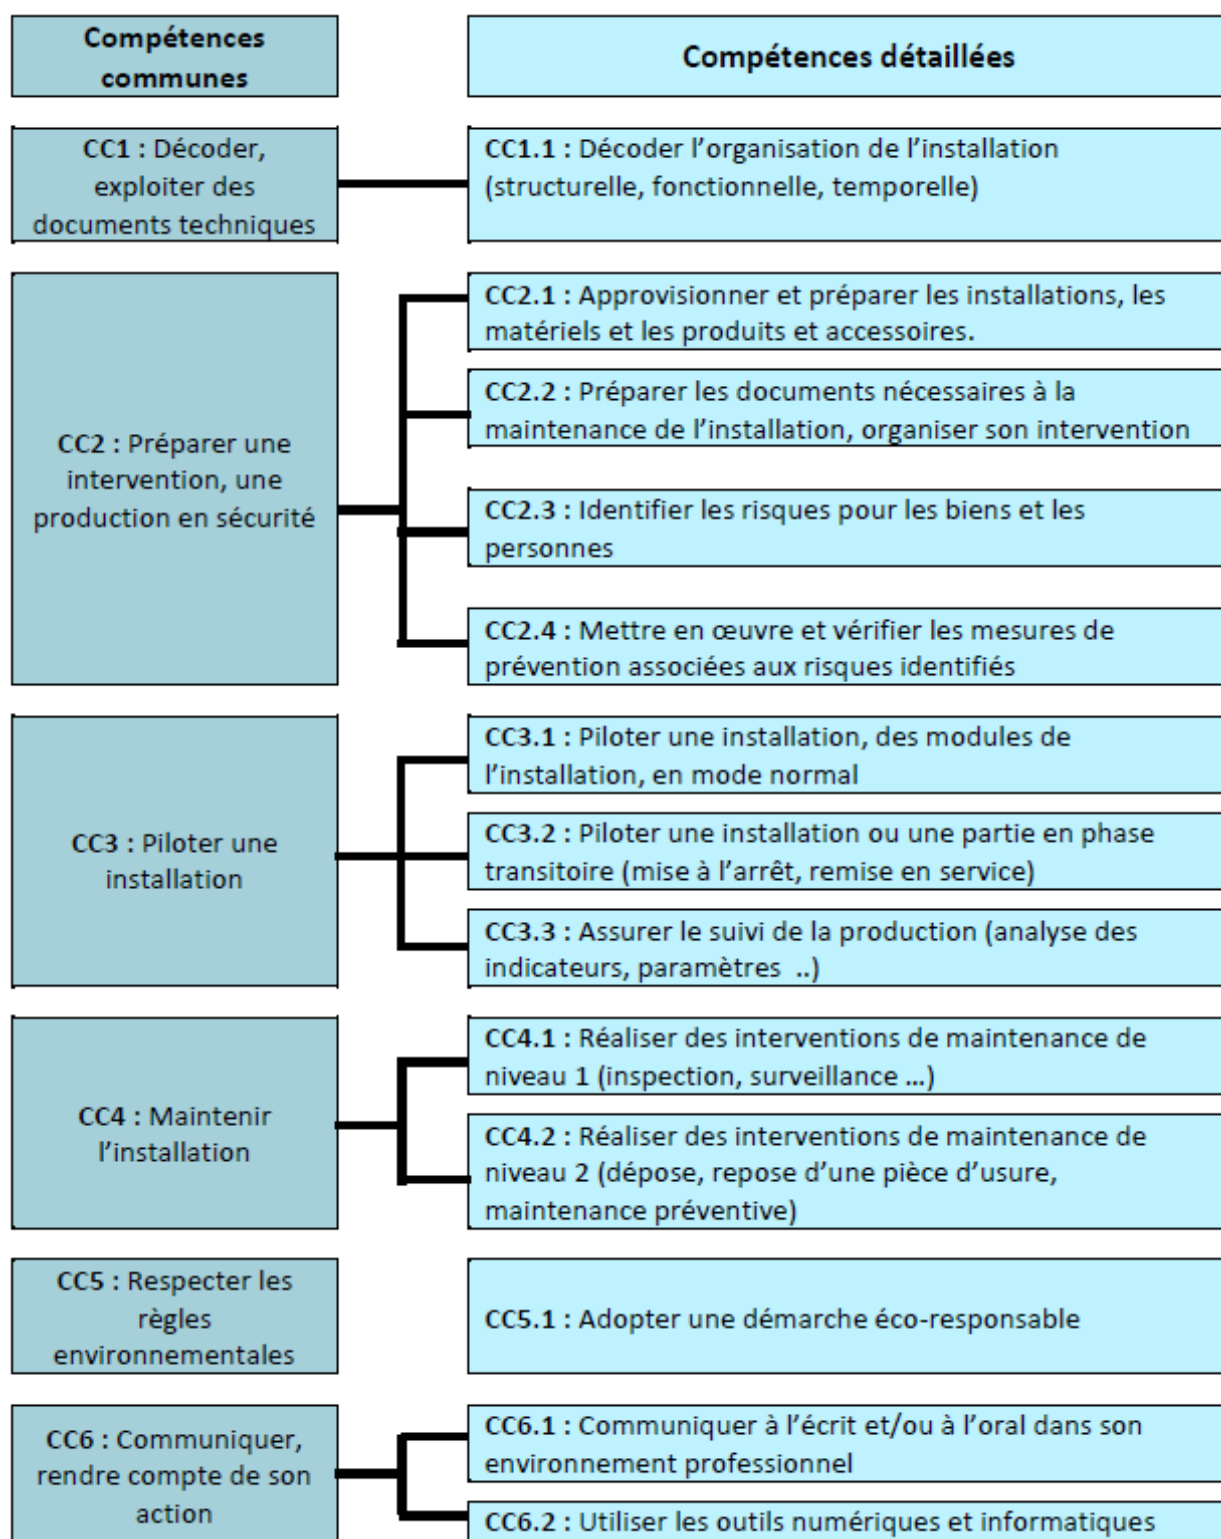 Compétences
communes
Compétences détaillées
CC1 : Décoder,
exploiter des
documents techniques
CC1.1 : Décoder l’organisation de l’installation
(structurelle, fonctionnelle, temporelle)
CC2 : Préparer une
intervention, une
production en sécurité
CC2.1 : Approvisionner et préparer les installations, les
matériels et les produits et accessoires.
CC2.2 : Préparer les documents nécessaires à la
maintenance de l’installation, organiser son intervention
CC2.3 : Identifier les risques pour les biens et les
personnes
CC2.4 : Mettre en œuvre et vérifier les mesures de
prévention associées aux risques identifiés
CC3 : Piloter une
installation
CC3.1 : Piloter une installation, des modules de
l’installation, en mode normal
CC3.2 : Piloter une installation ou une partie en phase
transitoire (mise à l’arrêt, remise en service)
CC3.3 : Assurer le suivi de la production (analyse des
indicateurs, paramètres ..)
CC4 : Maintenir
l’installation
CC4.1 : Réaliser des interventions de maintenance de
niveau 1 (inspection, surveillance ...)
CC4.2 : Réaliser des interventions de maintenance de
niveau 2 (dépose, repose d’une pièce d’usure,
maintenance préventive)
CC5 : Respecter les
règles
environnementales
CC5.1 : Adopter une démarche éco-responsable
CC6 : Communiquer,
rendre compte de son
action
CC6.1 : Communiquer à l’écrit et/ou à l’oral dans son
environnement professionnel
CC6.2 : Utiliser les outils numériques et informatiques